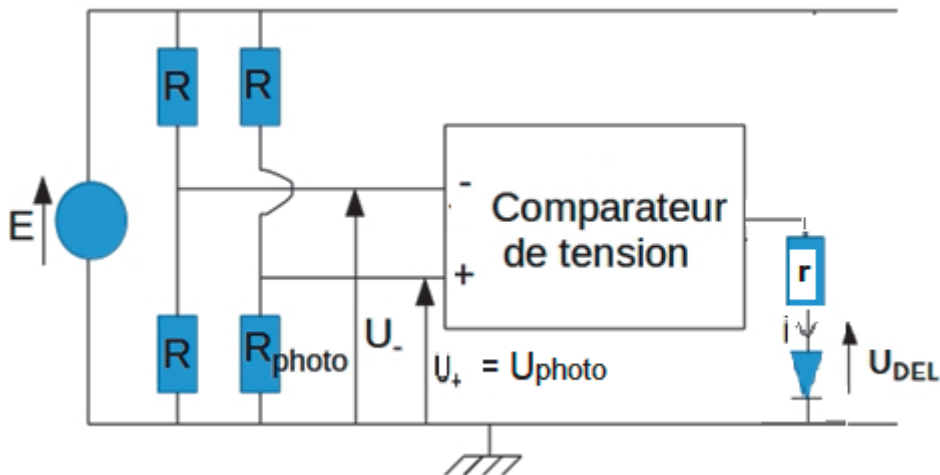 R
R
E
-
Comparateur
de tension
+
r
i
R
Rphoto
U-
U+ = Uphoto
UDEL